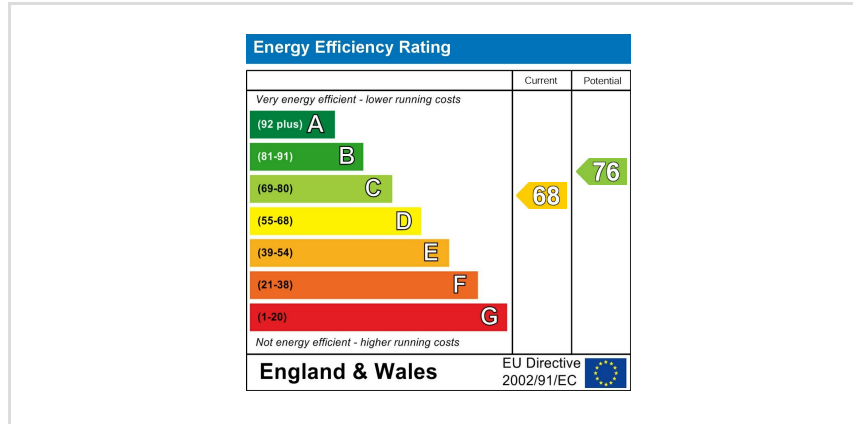 Energy Efficiency Rating
Current Potential
Very energy efficient - lower running costs
(92 plus) A
(81-91) B
(69-80) C
(55-68) D
(39-54) E
(21-38) F
(1-20) G
68
76
Not energy efficient - higher running costs
England & Wales
EU Directive
2002/91/EC